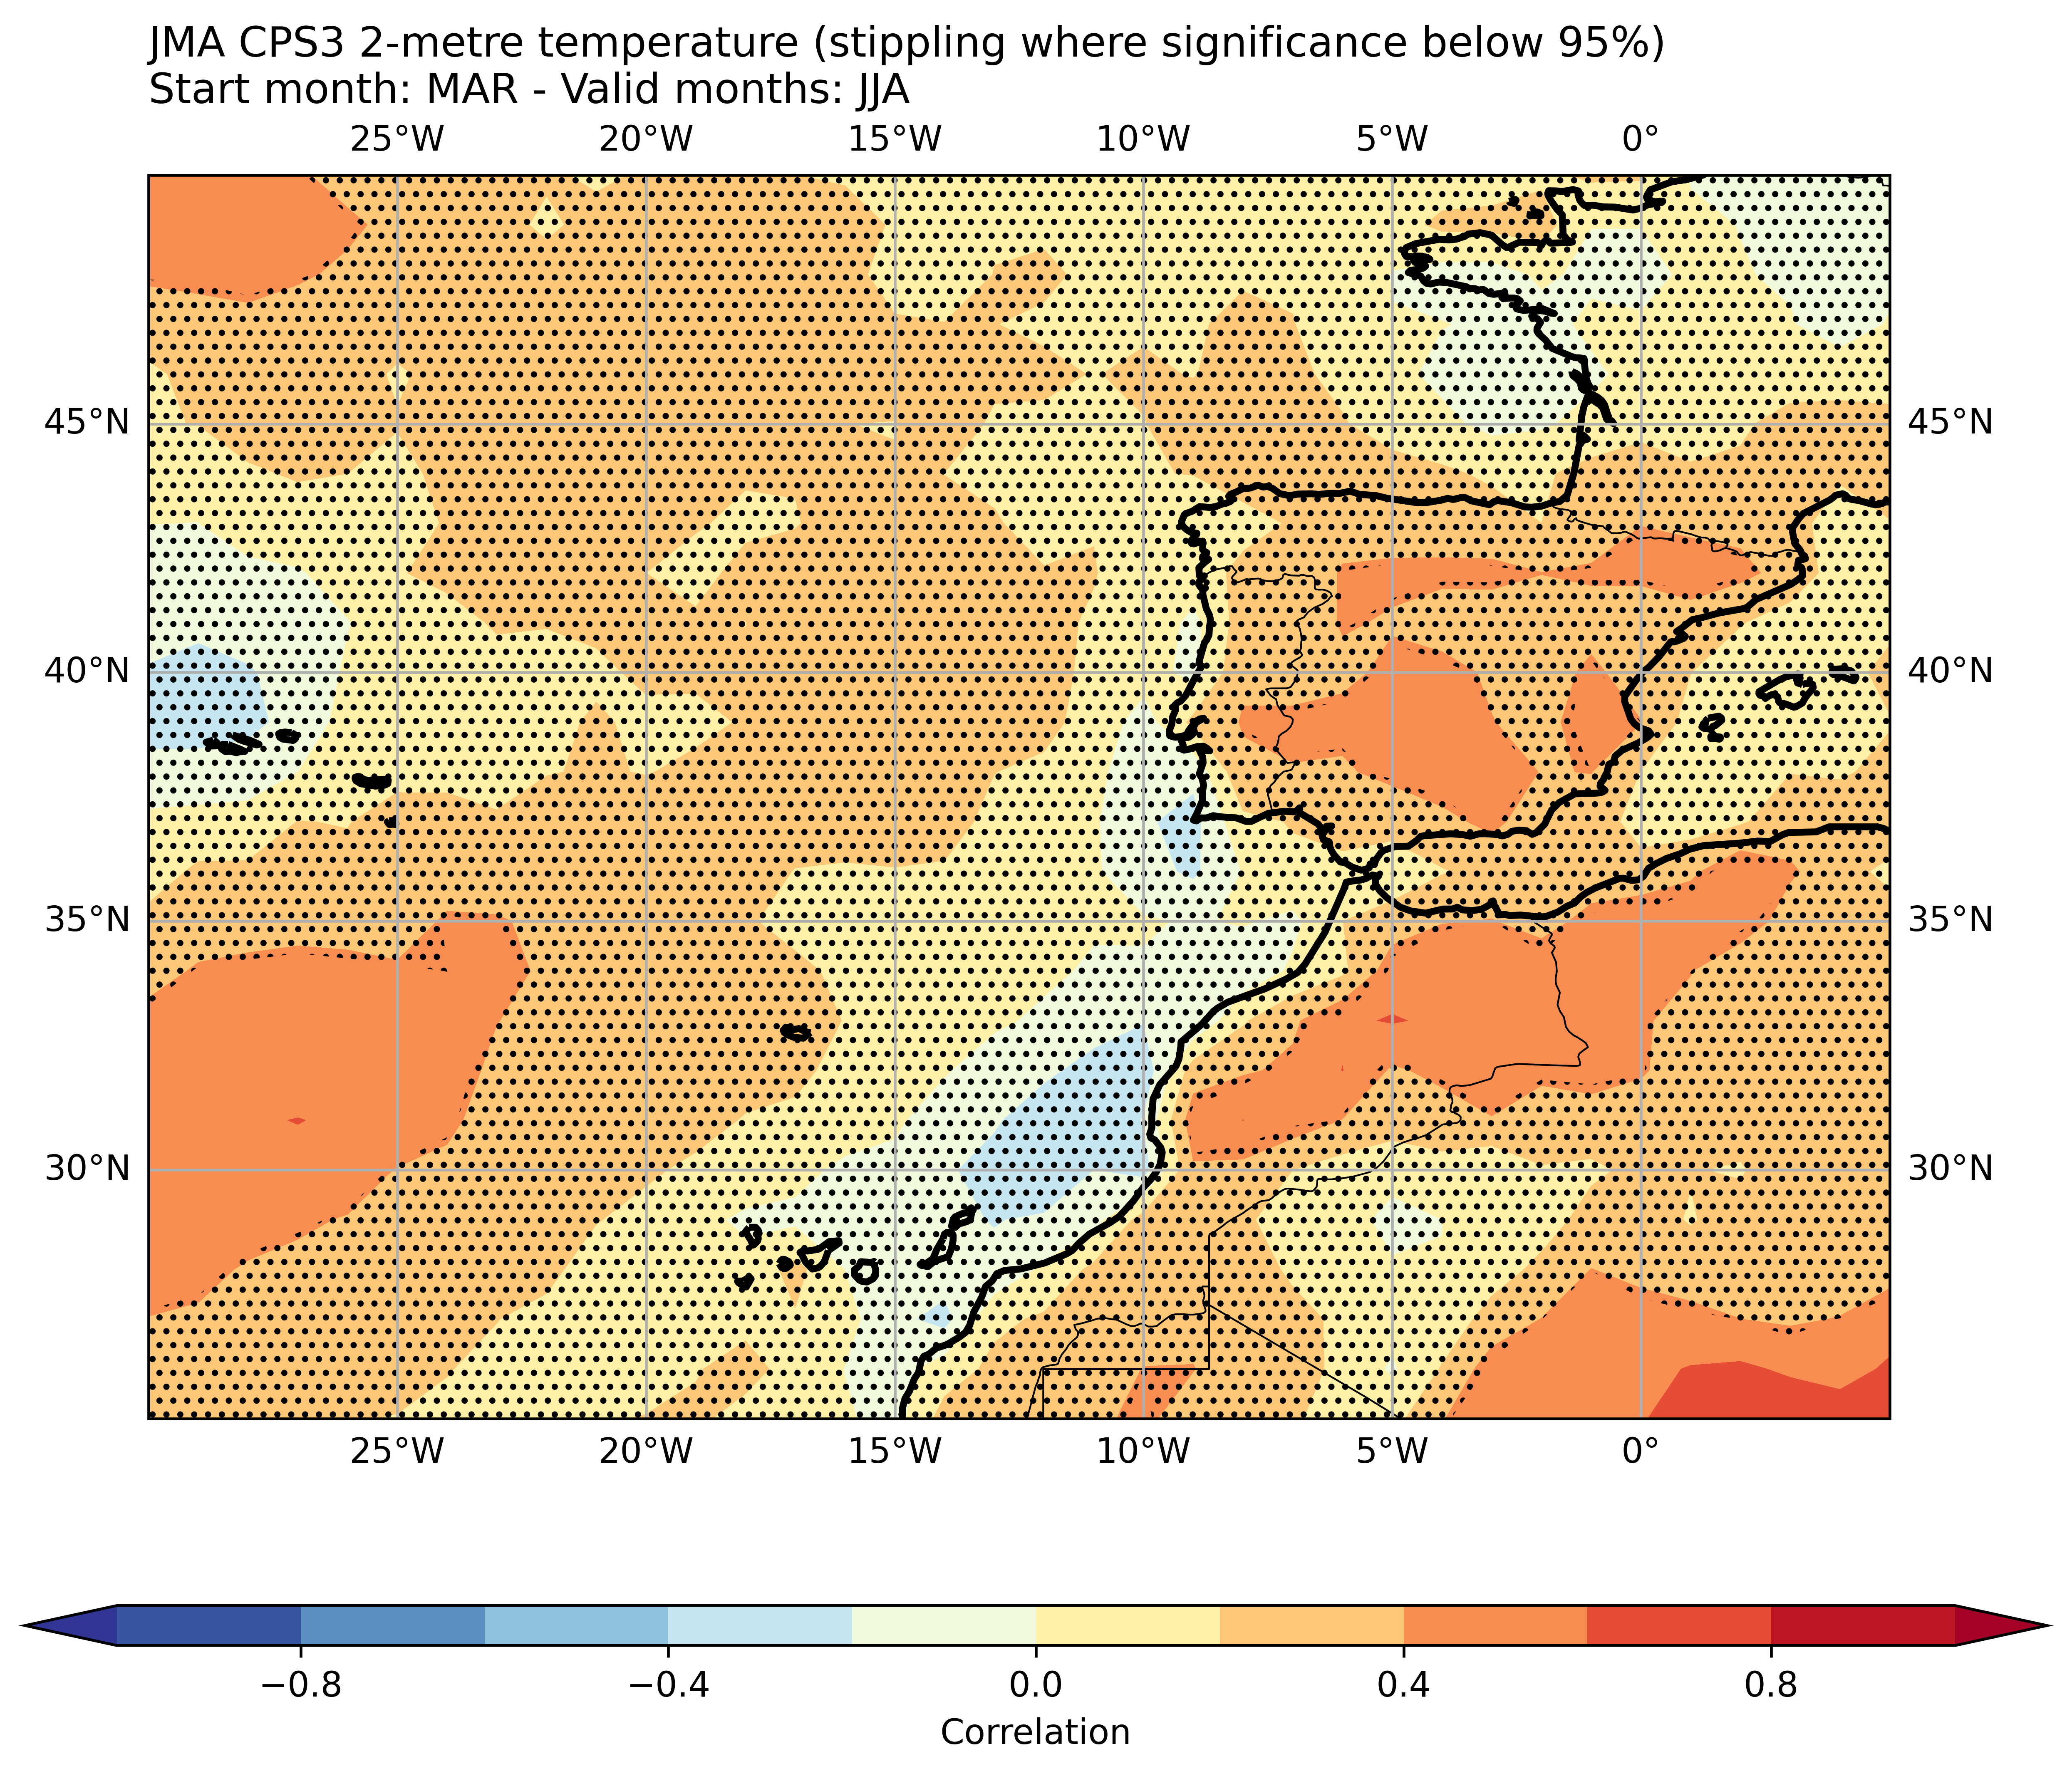 JMA CPS3 2-metre temperature (stippling where significance below 95%)
Start month: MAR - Valid months: JJA
25°W 20°W 15°W 10°W 5°W 0°
45°N 45°N
40°N 40°N
35°N 35°N
30°N 30°N
25°W 20°W 15°W 10°W 5°W 0°
−0.8 −0.4 0.0 0.4 0.8
Correlation